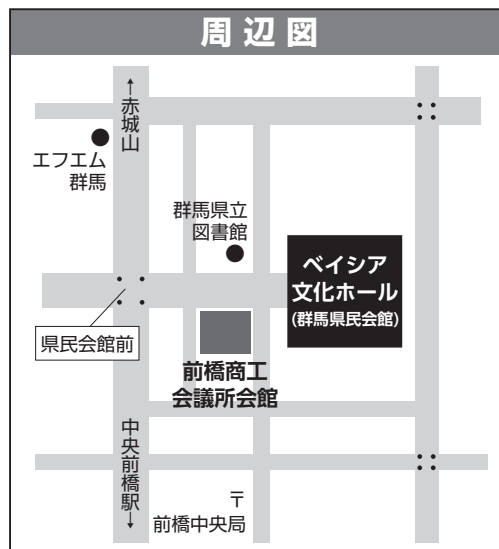 周辺図
←赤城山
エフエム
群馬
群馬県立
図書館
ベイシア
文化ホール
(群馬県民会館)
県民会館前
前橋商工
会議所会館
中央前橋駅→
〒
前橋中央局